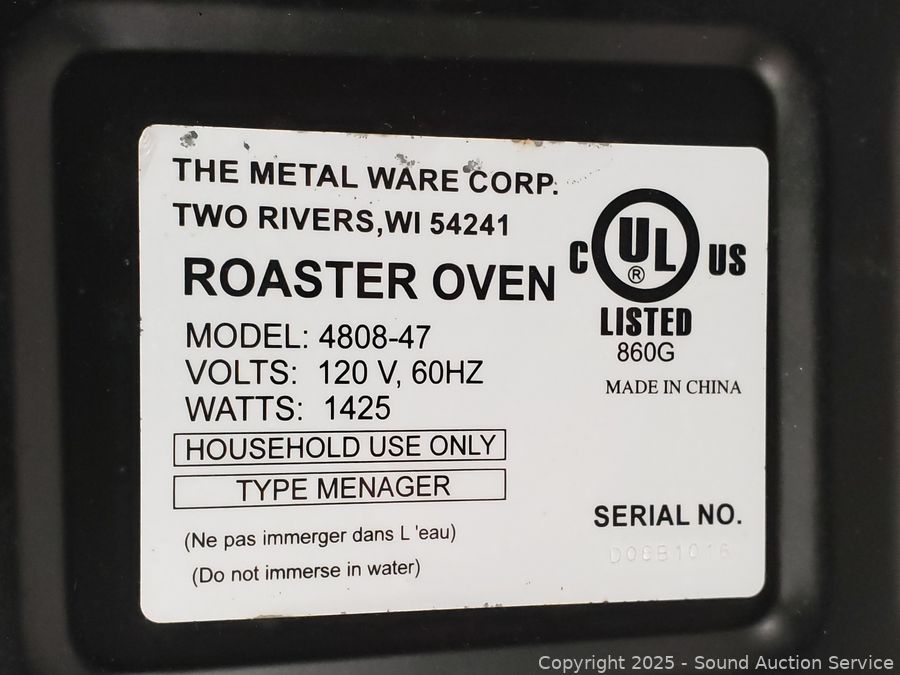 THE METAL WARE CORP.
TWO RIVERS,WI 54241
ROASTER OVEN
MODEL: 4808-47
VOLTS: 120 V, 60HZ
WATTS: 1425
HOUSEHOLD USE ONLY
TYPE MENAGER
(Ne pas immerger dans L 'eau)
(Do not immerse in water)
C UL ® US
LISTED
860G
MADE IN CHINA
SERIAL NO.
Copyright 2025 - Sound Auction Service